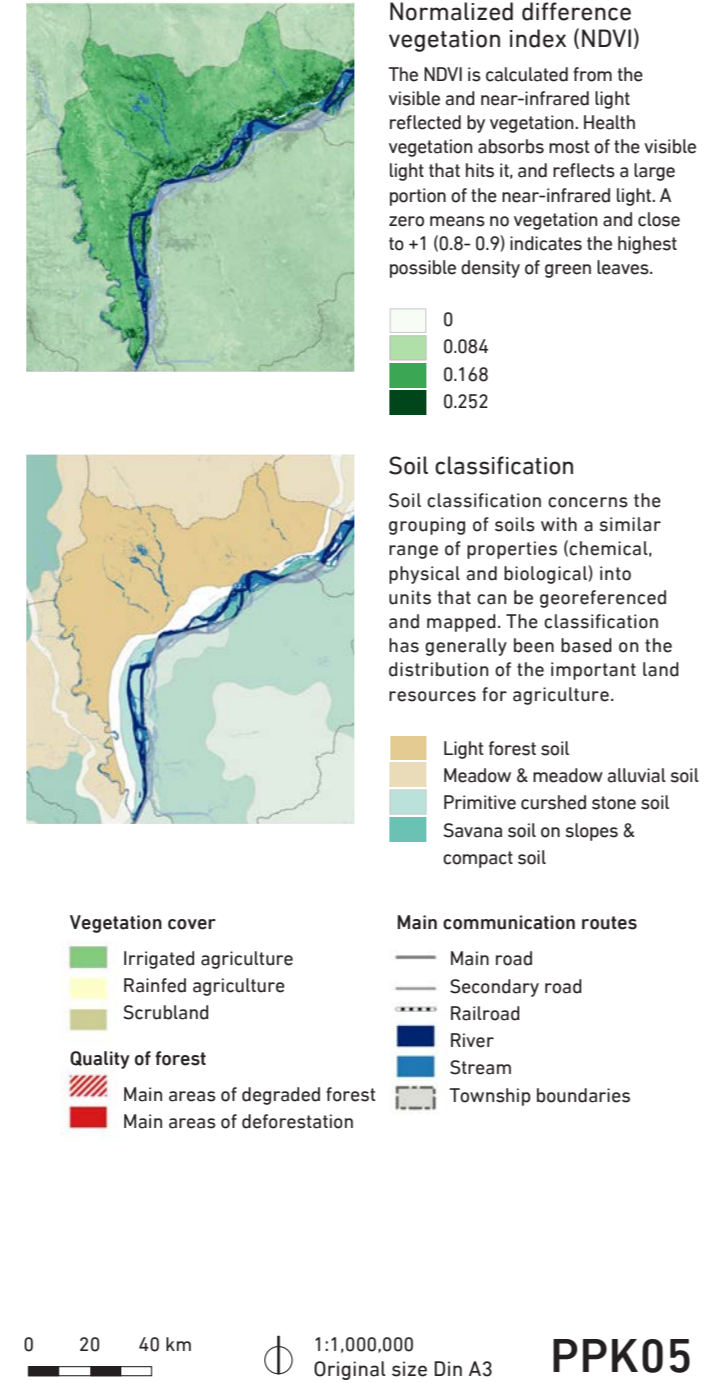 Normalized difference
vegetation index (NDVI)
The NDVI is calculated from the
visible and near-infrared light
reflected by vegetation. Health
vegetation absorbs most of the visible
light that hits it, and reflects a large
portion of the near-infrared light. A
zero means no vegetation and close
to +1 (0.8- 0.9) indicates the highest
possible density of green leaves.
0
0.084
0.168
0.252
Soil classification
Soil classification concerns the
grouping of soils with a similar
range of properties (chemical,
physical and biological) into
units that can be georeferenced
and mapped. The classification
has generally been based on the
distribution of the important land
resources for agriculture.
Light forest soil
Meadow & meadow alluvial soil
Primitive curshed stone soil
Savana soil on slopes &
compact soil
Vegetation cover
Irrigated agriculture
Rainfed agriculture
Scrubland
Quality of forest
Main areas of degraded forest
Main areas of deforestation
Main communication routes
Main road
Secondary road
Railroad
River
Stream
Township boundaries
0 20 40 km
1:1,000,000
Original size Din A3
PPK05